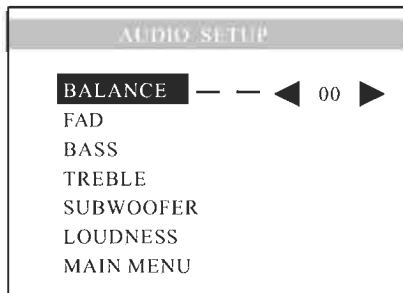 AUDIO SETUP
BALANCE — — ◀ 00 ▶
FAD
BASS
TREBLE
SUBWOOFER
LOUDNESS
MAIN MENU